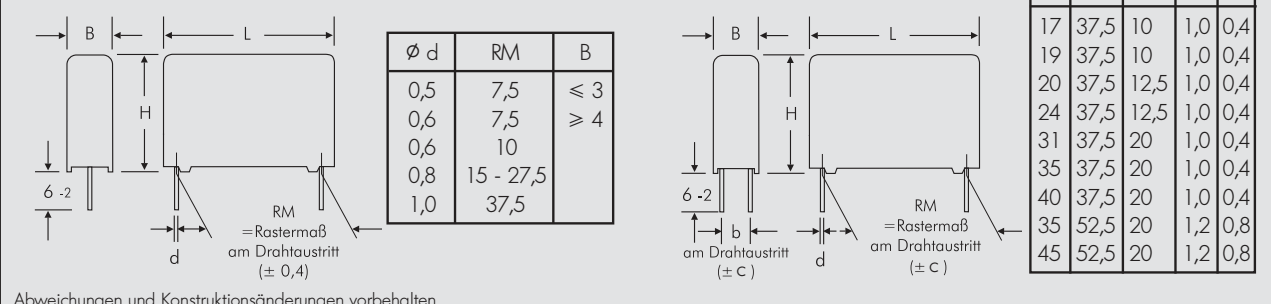 B L
H
6 -2
d
RM
=Rastermaß
am Drahtaustritt
(± 0,4)
Ø d RM B
0,5 7,5 ⩽ 3
0,6 7,5 ⩾ 4
0,6 10
0,8 15 - 27,5
1,0 37,5
B L
H
6 -2
b
am Drahtaustritt
(± c )
d
RM
=Rastermaß
am Drahtaustritt
(± c )
17 37,5 10 1,0 0,4
19 37,5 10 1,0 0,4
20 37,5 12,5 1,0 0,4
24 37,5 12,5 1,0 0,4
31 37,5 20 1,0 0,4
35 37,5 20 1,0 0,4
40 37,5 20 1,0 0,4
35 52,5 20 1,2 0,8
45 52,5 20 1,2 0,8
Abweichungen und Konstruktionsänderungen vorbehalten